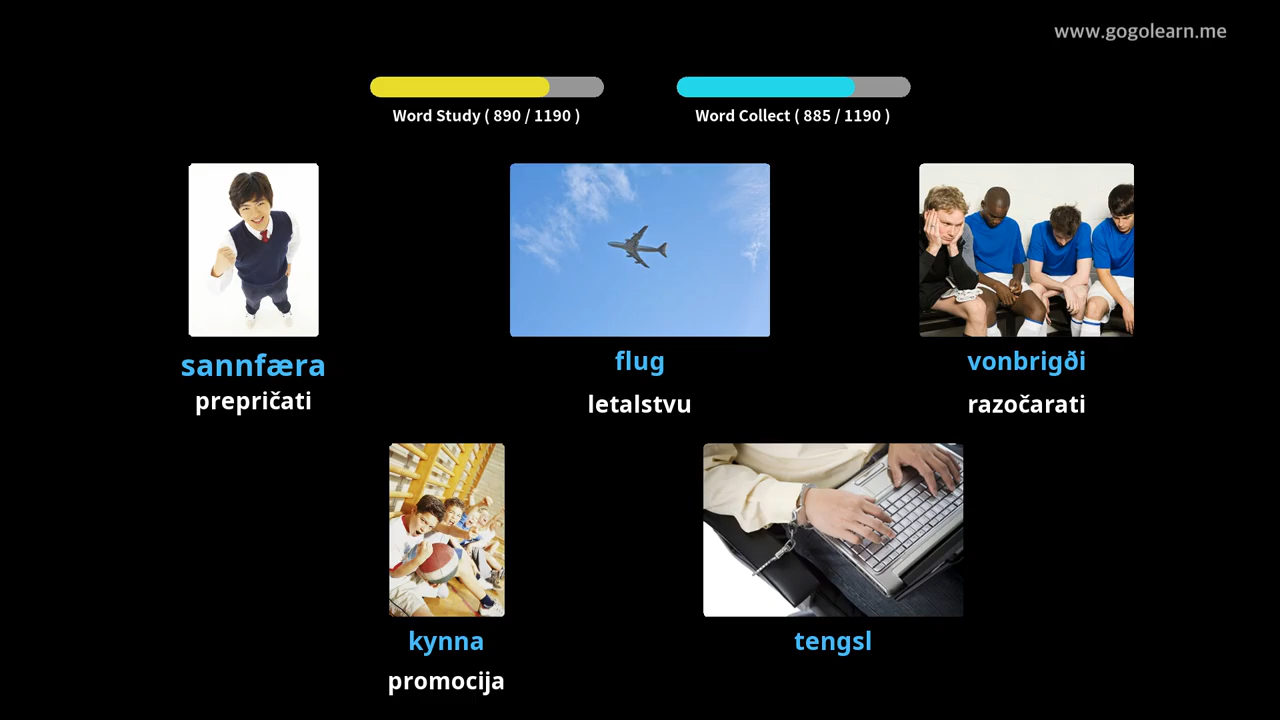 www.gogolearn.me
Word Study ( 890 / 1190 )
Word Collect ( 885 / 1190 )
sannfæra
prepričati
flug
letalstvu
vonbrigði
razočarati
kynna
promocija
tengsl